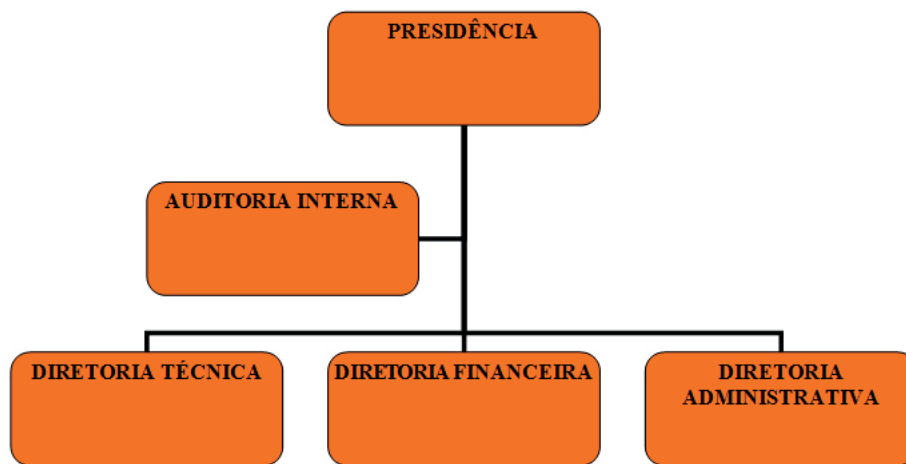 PRESIDÊNCIA
AUDITORIA INTERNA
DIRETORIA TÉCNICA
DIRETORIA FINANCEIRA
DIRETORIA
ADMINISTRATIVA